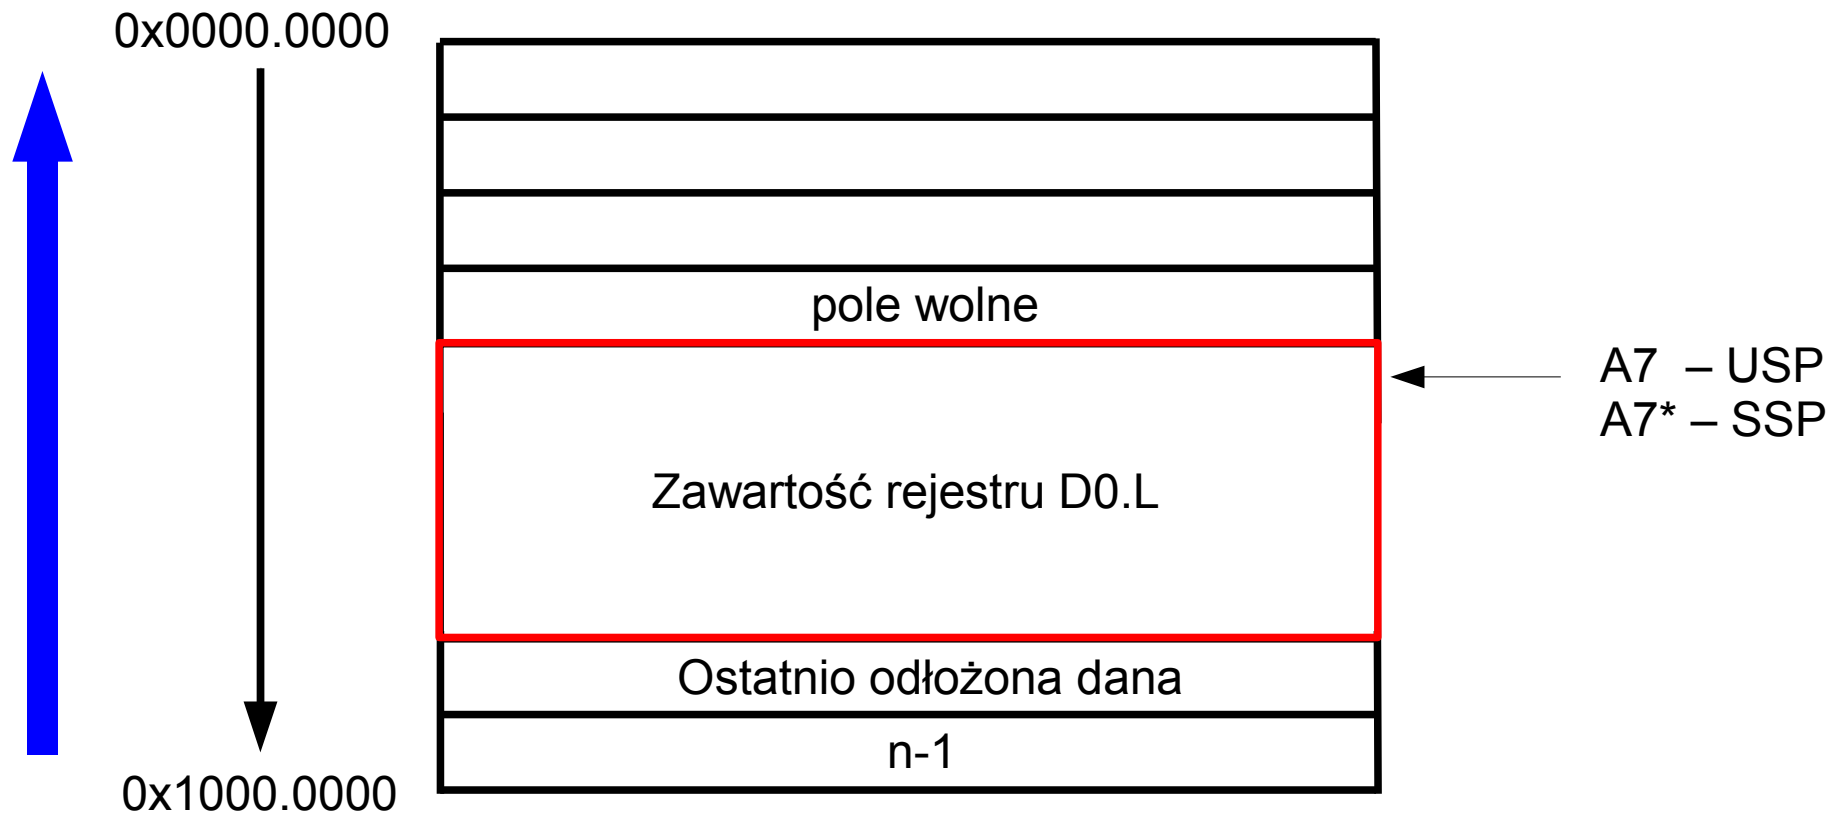 0x0000.0000
pole wolne
A7 – USP
A7* – SSP
Zawartość rejestru D0.L
Ostatnio odłożona dana
n-1
0x1000.0000